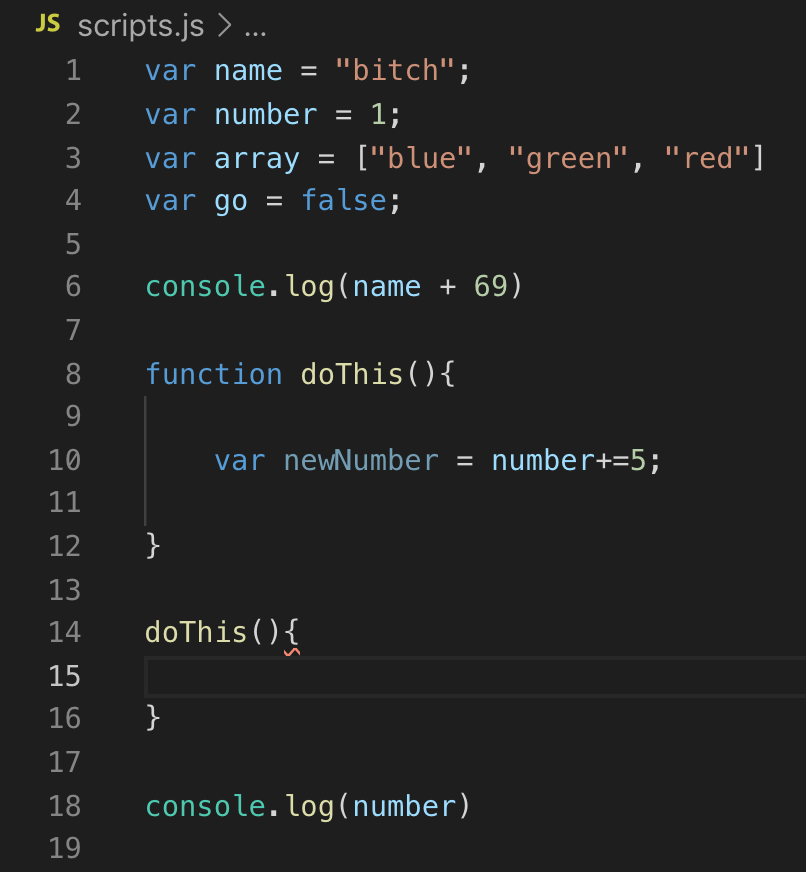 JS scripts.js > ...
1 var name = "bitch";
2 var number = 1;
3 var array = ["blue", "green", "red"]
4 var go = false;
5
6 console.log(name + 69)
7
8 function doThis(){
9
10 var newNumber = number+=5;
11
12 }
13
14 doThis(){
15
16 }
17
18 console.log(number)
19